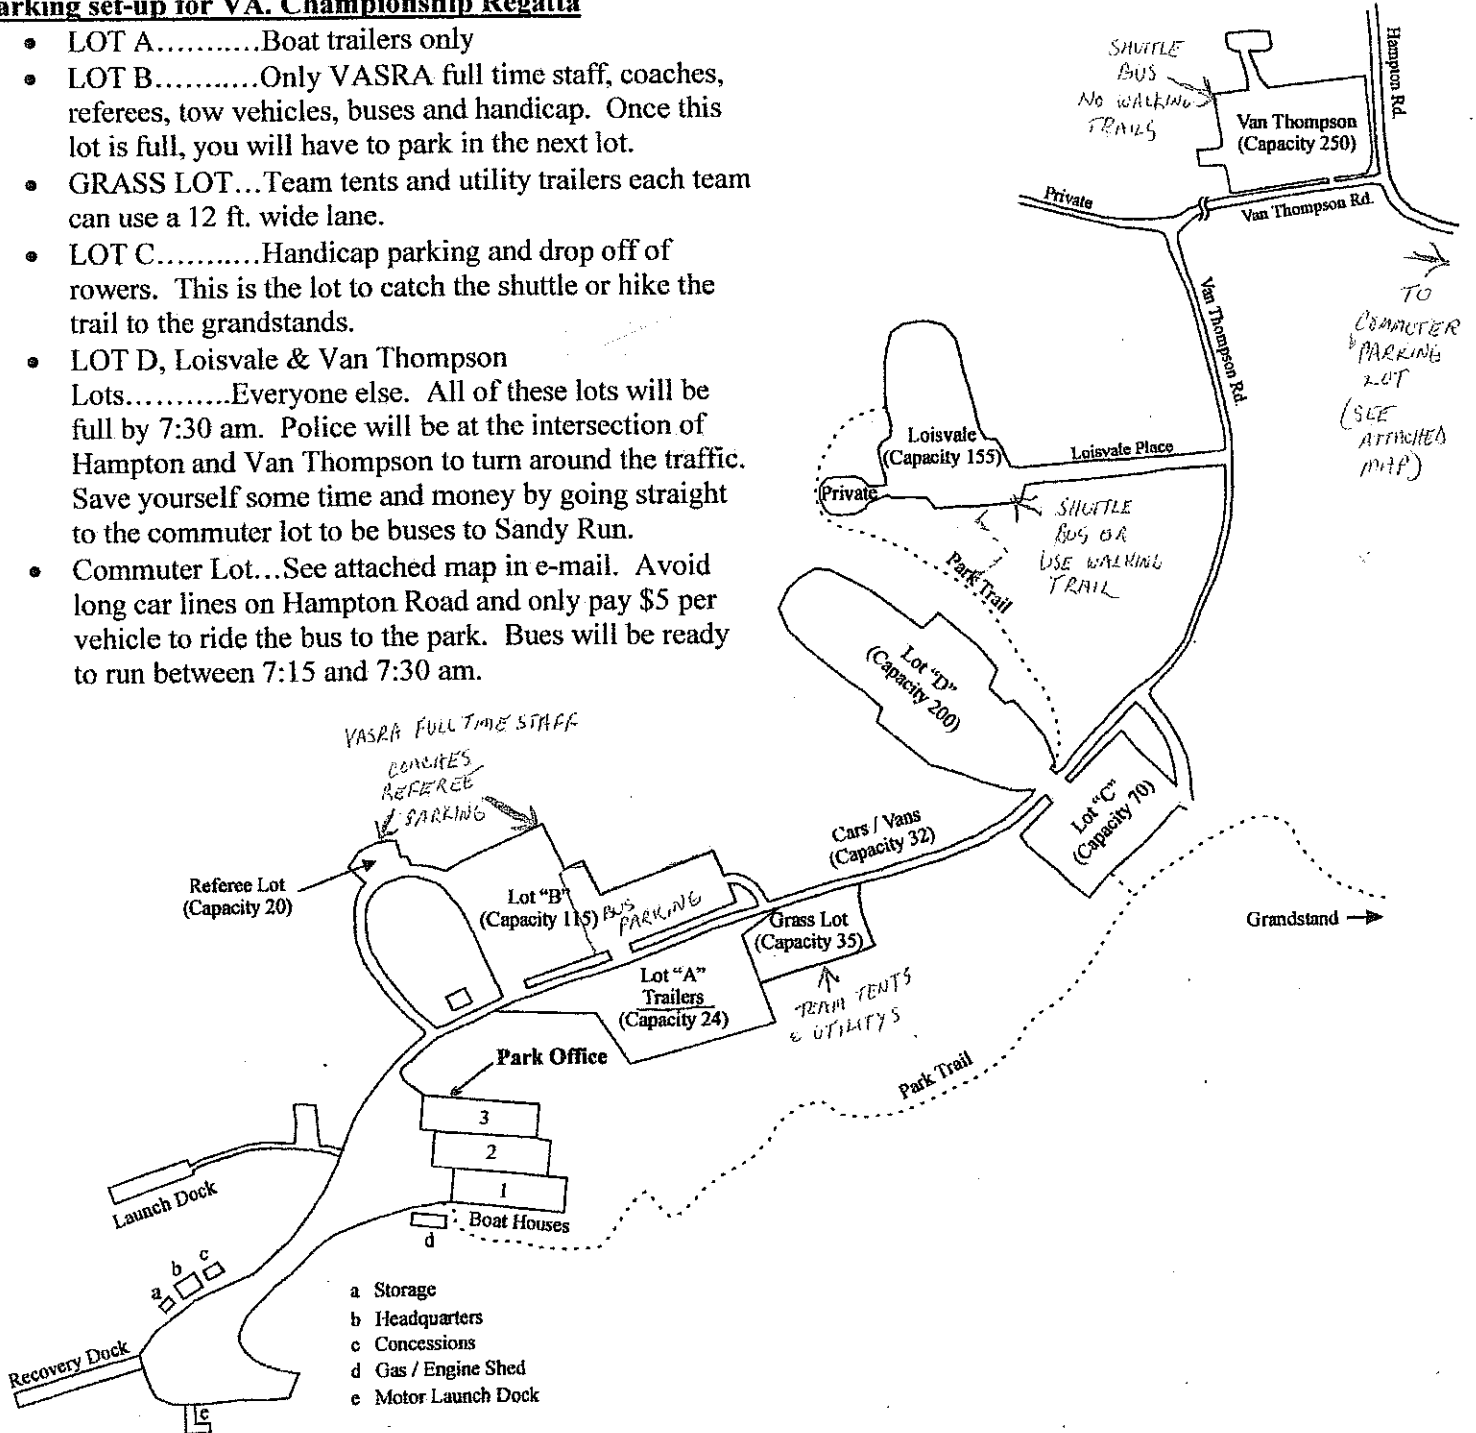 arking set-up for VA. Championship Regatta
• LOT A...........Boat trailers only
• LOT B...........Only VASRA full time staff, coaches,
referees, tow vehicles, buses and handicap. Once this
lot is full, you will have to park in the next lot.
• GRASS LOT...Team tents and utility trailers each team
can use a 12 ft. wide lane.
• LOT C...........Handicap parking and drop off of
rowers. This is the lot to catch the shuttle or hike the
trail to the grandstands.
• LOT D, Loisvale & Van Thompson
Lots...........Everyone else. All of these lots will be
full by 7:30 am. Police will be at the intersection of
Hampton and Van Thompson to turn around the traffic.
Save yourself some time and money by going straight
to the commuter lot to be buses to Sandy Run.
• Commuter Lot...See attached map in e-mail. Avoid
long car lines on Hampton Road and only pay $5 per
vehicle to ride the bus to the park. Bues will be ready
to run between 7:15 and 7:30 am.
SHUTTLE
BUS
NO WALKING
TRAILS
Hampton Rd.
Van Thompson
(Capacity 250)
Private
Van Thompson Rd.
Van Thompson Rd.
TO
COMMUTER
PARKING
LOT
(SEE
ATTACHED
MAP)
Loisvale
(Capacity 155)
Loisvale Place
Private
SHUTTLE
BUS OR
USE WALKING
TRAIL
Park Trail
Lot "D"
(Capacity 200)
Lot "C"
(Capacity 70)
VASRA FULL TIME STAFF
COACHES
REFEREE
PARKING
Cars / Vans
(Capacity 32)
Referee Lot
(Capacity 20)
Lot "B"
(Capacity 115)
BUS
PARKING
Grass Lot
(Capacity 35)
Grandstand
Lot "A"
Trailers
(Capacity 24)
TEAM TENTS
& UTILITYS
Park Office
Park Trail
3
2
1
Boat Houses
d
Launch Dock
c
b
a
a Storage
b Headquarters
c Concessions
d Gas / Engine Shed
e Motor Launch Dock
Recovery Dock
e